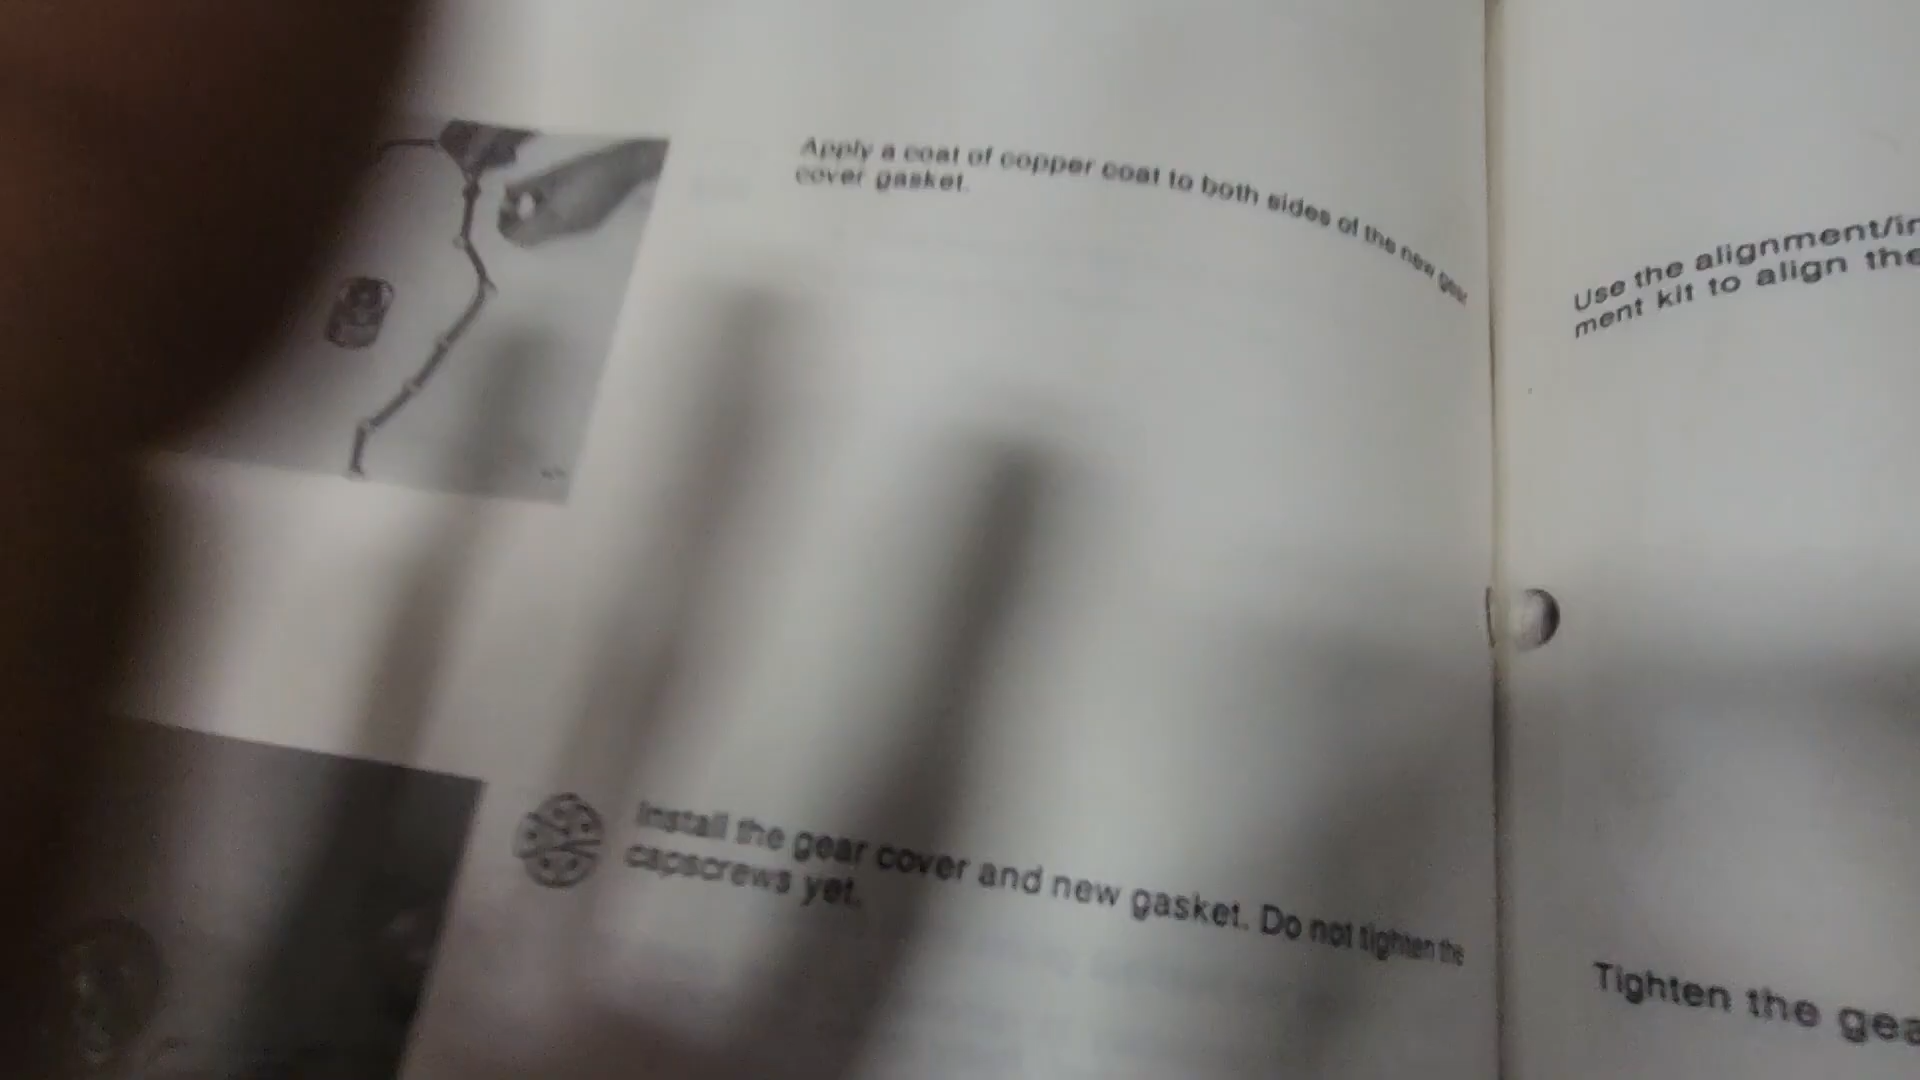 Apply a coat of copper coat to both sides of the new gear
cover gasket.
Install the gear cover and new gasket. Do not tighten the
capscrews yet.
Use the alignment/in
ment kit to align the
Tighten the gea